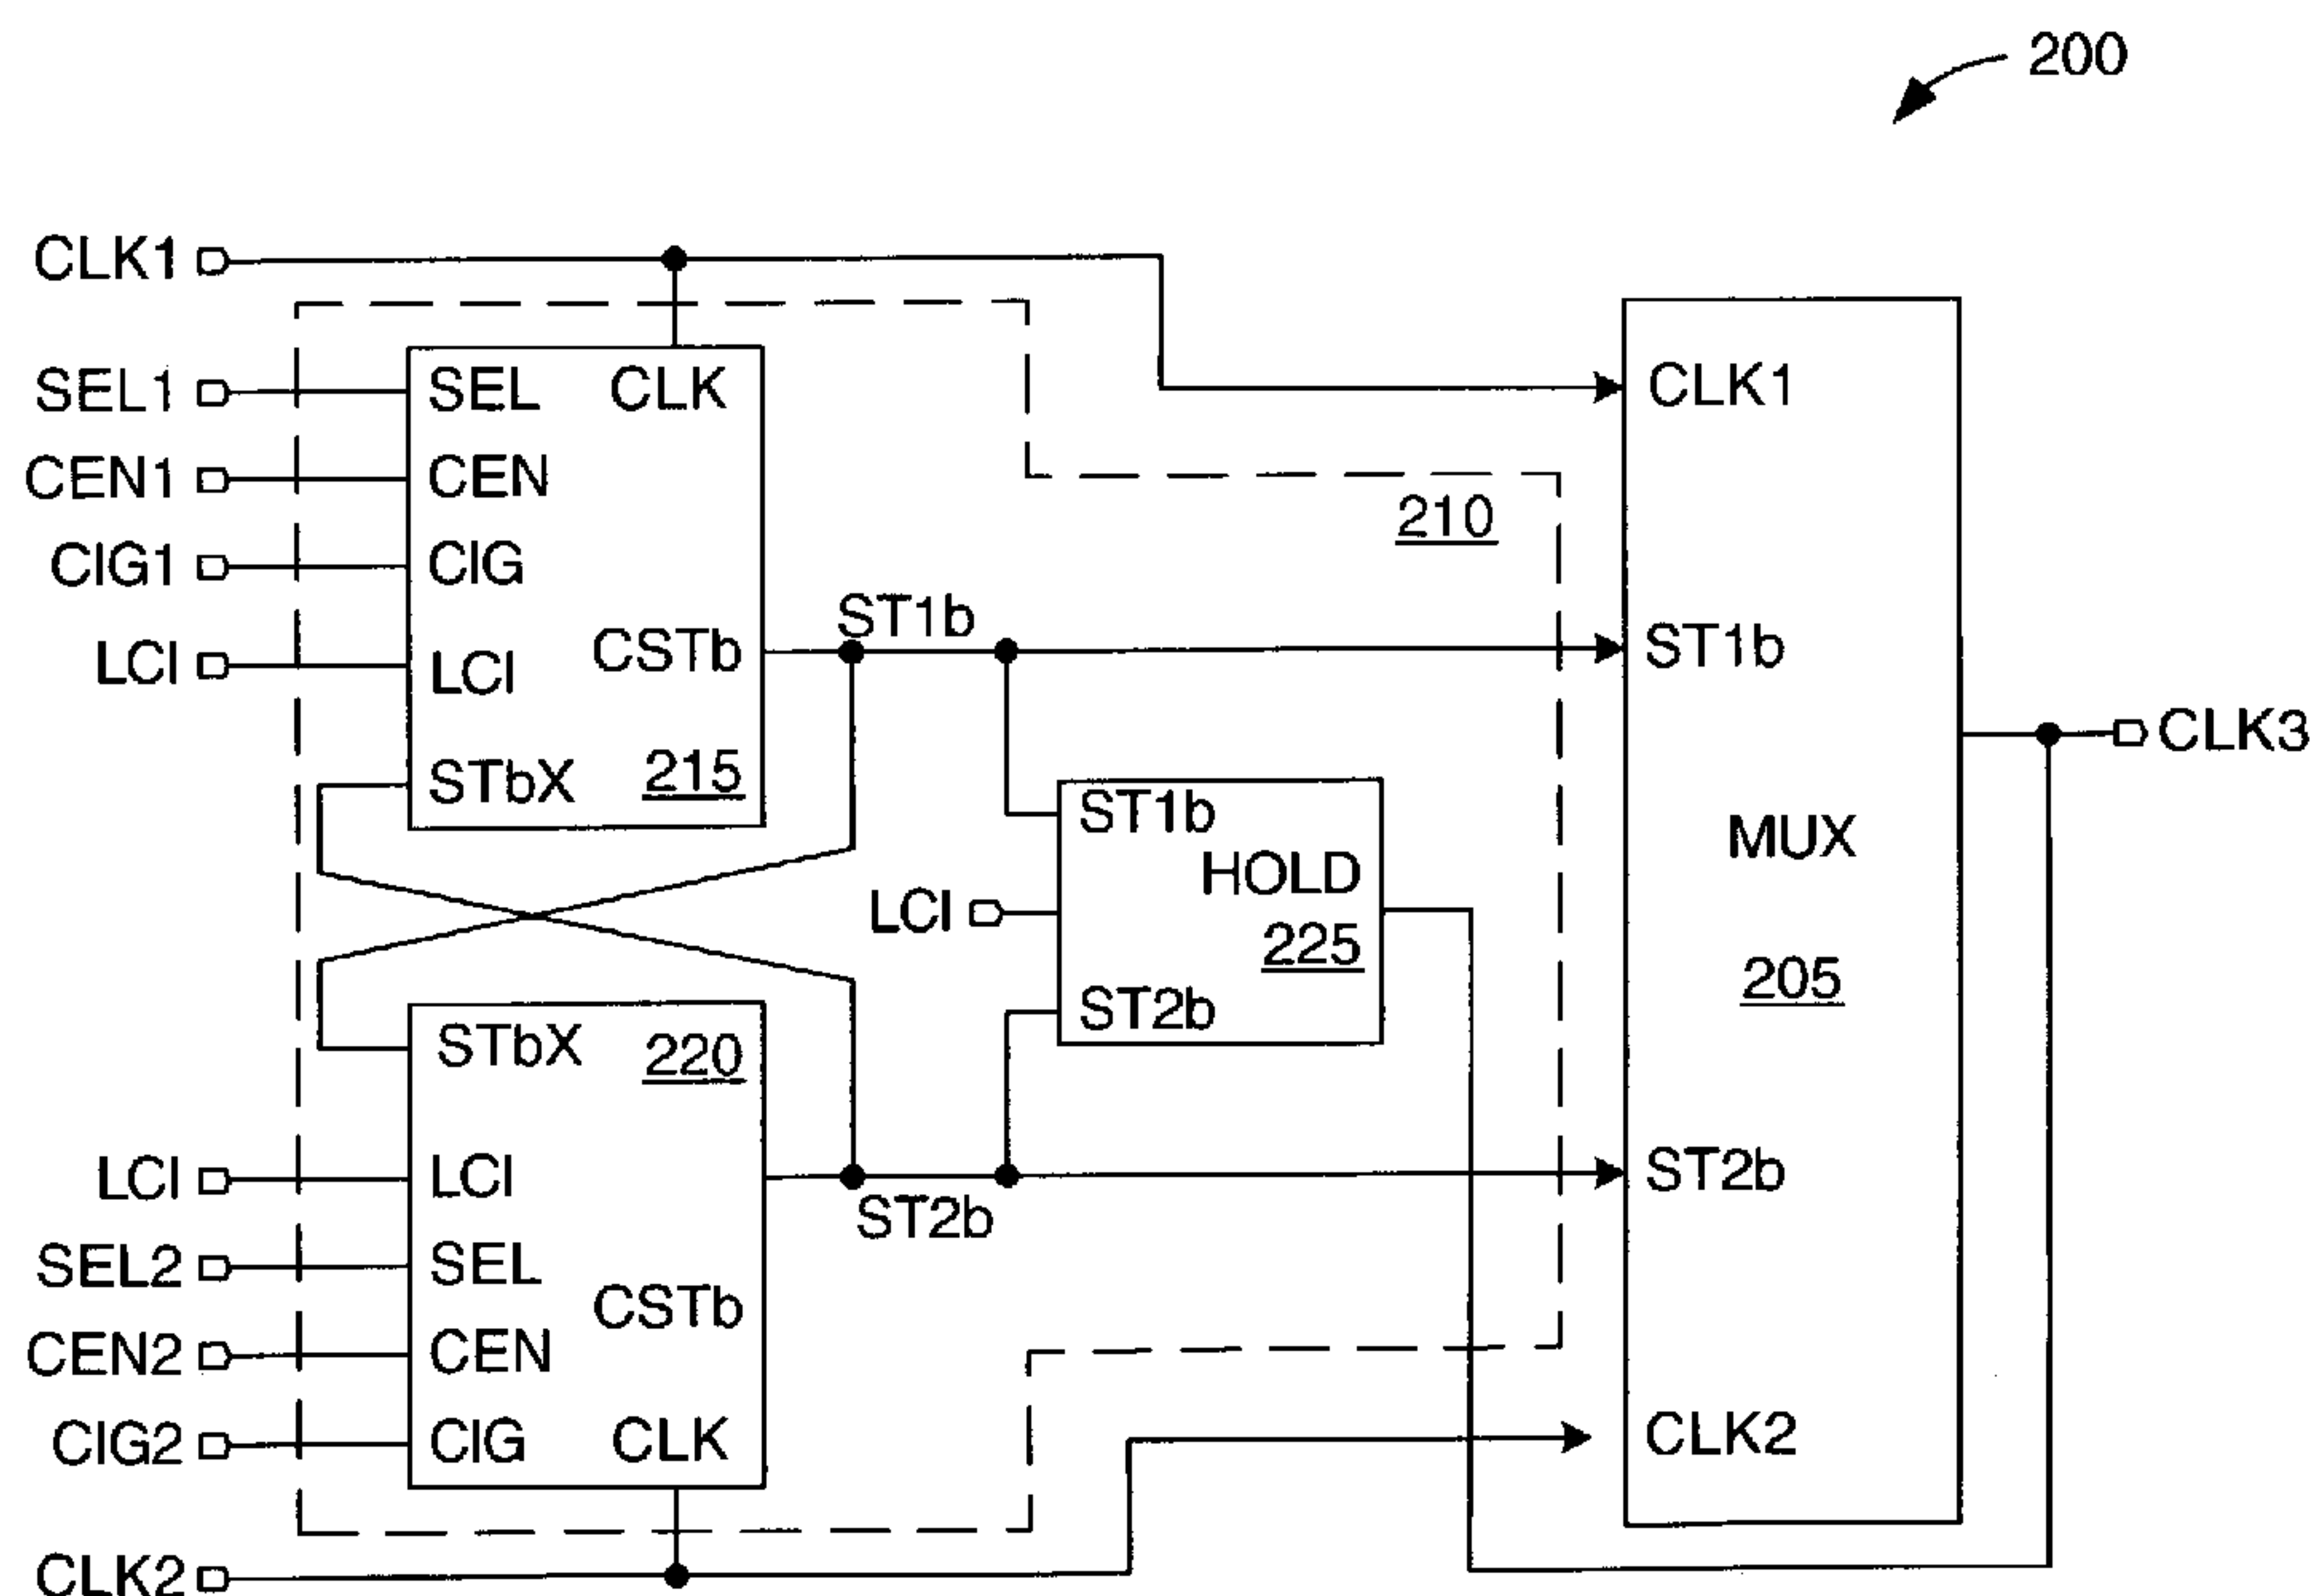 200
CLK1
SEL1
CEN1
CIG1
LCI
SEL CLK
CEN
CIG
LCI
CSTb
STbX 215
ST1b
210
CLK1
ST1b
MUX
205
ST2b
CLK2
CLK3
ST1b
HOLD
225
ST2b
LCI
STbX 220
LCI
SEL
CSTb
CEN
CIG CLK
ST2b
LCI
SEL2
CEN2
CIG2
CLK2